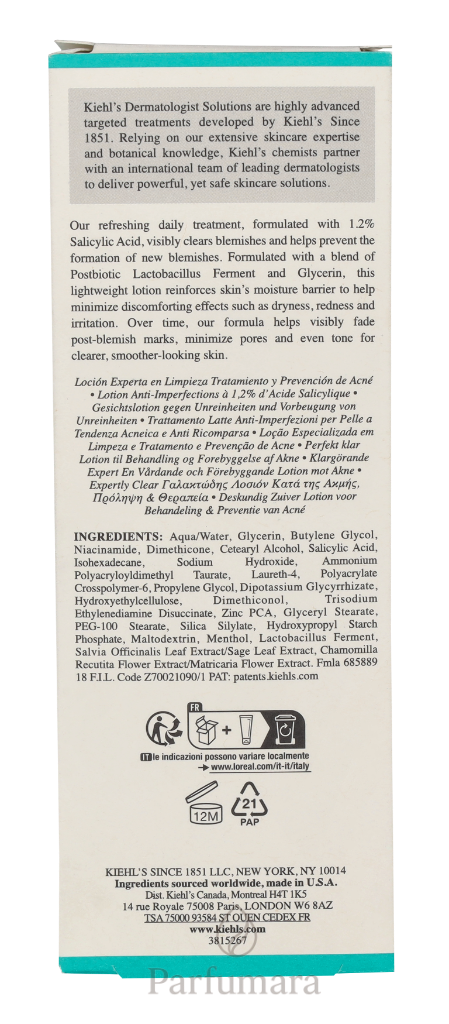 Kiehl's Dermatologist Solutions are highly advanced
targeted treatments developed by Kiehl's Since
1851. Relying on our extensive skincare expertise
and botanical knowledge, Kiehl's chemists partner
with an international team of leading dermatologists
to deliver powerful, yet safe skincare solutions.
Our refreshing daily treatment, formulated with 1.2%
Salicylic Acid, visibly clears blemishes and helps prevent the
formation of new blemishes. Formulated with a blend of
Postbiotic Lactobacillus Ferment and Glycerin, this
lightweight lotion reinforces skin's moisture barrier to help
minimize discomforting effects such as dryness, redness and
irritation. Over time, our formula helps visibly fade
post-blemish marks, minimize pores and even tone for
clearer, smoother-looking skin.
Loción Experta en Limpieza Tratamiento y Prevención de Acné
• Lotion Anti-Imperfections à 1,2% d'Acide Salicylique •
Gesichtslotion gegen Unreinheiten und Vorbeugung von
Unreinheiten • Trattamento Latte Anti-Imperfezioni per Pelle a
Tendenza Acneica e Anti Ricomparsa • Loção Especializada em
Limpeza e Tratamento e Prevenção de Acne • Perfekt klar
Lotion til Behandling og Forebyggelse af Akne • Klargörande
Expert En Vårdande och Förebyggande Lotion mot Akne •
Expertly Clear Γαλακτώδης Λοσιόν Κατά της Ακμής,
Πρόληψη & Θεραπεία • Deskundig Zuiver Lotion voor
Behandeling & Preventie van Acné
INGREDIENTS: Aqua/Water, Glycerin, Butylene Glycol,
Niacinamide, Dimethicone, Cetearyl Alcohol, Salicylic Acid,
Isohexadecane, Sodium Hydroxide, Ammonium
Polyacryloyldimethyl Taurate, Laureth-4, Polyacrylate
Crosspolymer-6, Propylene Glycol, Dipotassium Glycyrrhizate,
Hydroxyethylcellulose, Dimethiconol, Trisodium
Ethylenediamine Disuccinate, Zinc PCA, Glyceryl Stearate,
PEG-100 Stearate, Silica Silylate, Hydroxypropyl Starch
Phosphate, Maltodextrin, Menthol, Lactobacillus Ferment,
Salvia Officinalis Leaf Extract/Sage Leaf Extract, Chamomilla
Recutita Flower Extract/Matricaria Flower Extract. Fmla 685889
18 F.I.L. Code Z70021090/1 PAT: patents.kiehls.com
FR
+
IT le indicazioni possono variare localmente
www.loreal.com/it-it/italy
12M
21
PAP
KIEHL'S SINCE 1851 LLC, NEW YORK, NY 10014
Ingredients sourced worldwide, made in U.S.A.
Dist. Kiehl's Canada, Montreal H4T 1K5
14 rue Royale 75008 Paris, LONDON W6 8AZ
TSA 75000 93584 ST OUEN CEDEX FR
www.kiehls.com
3815267
Parfumara